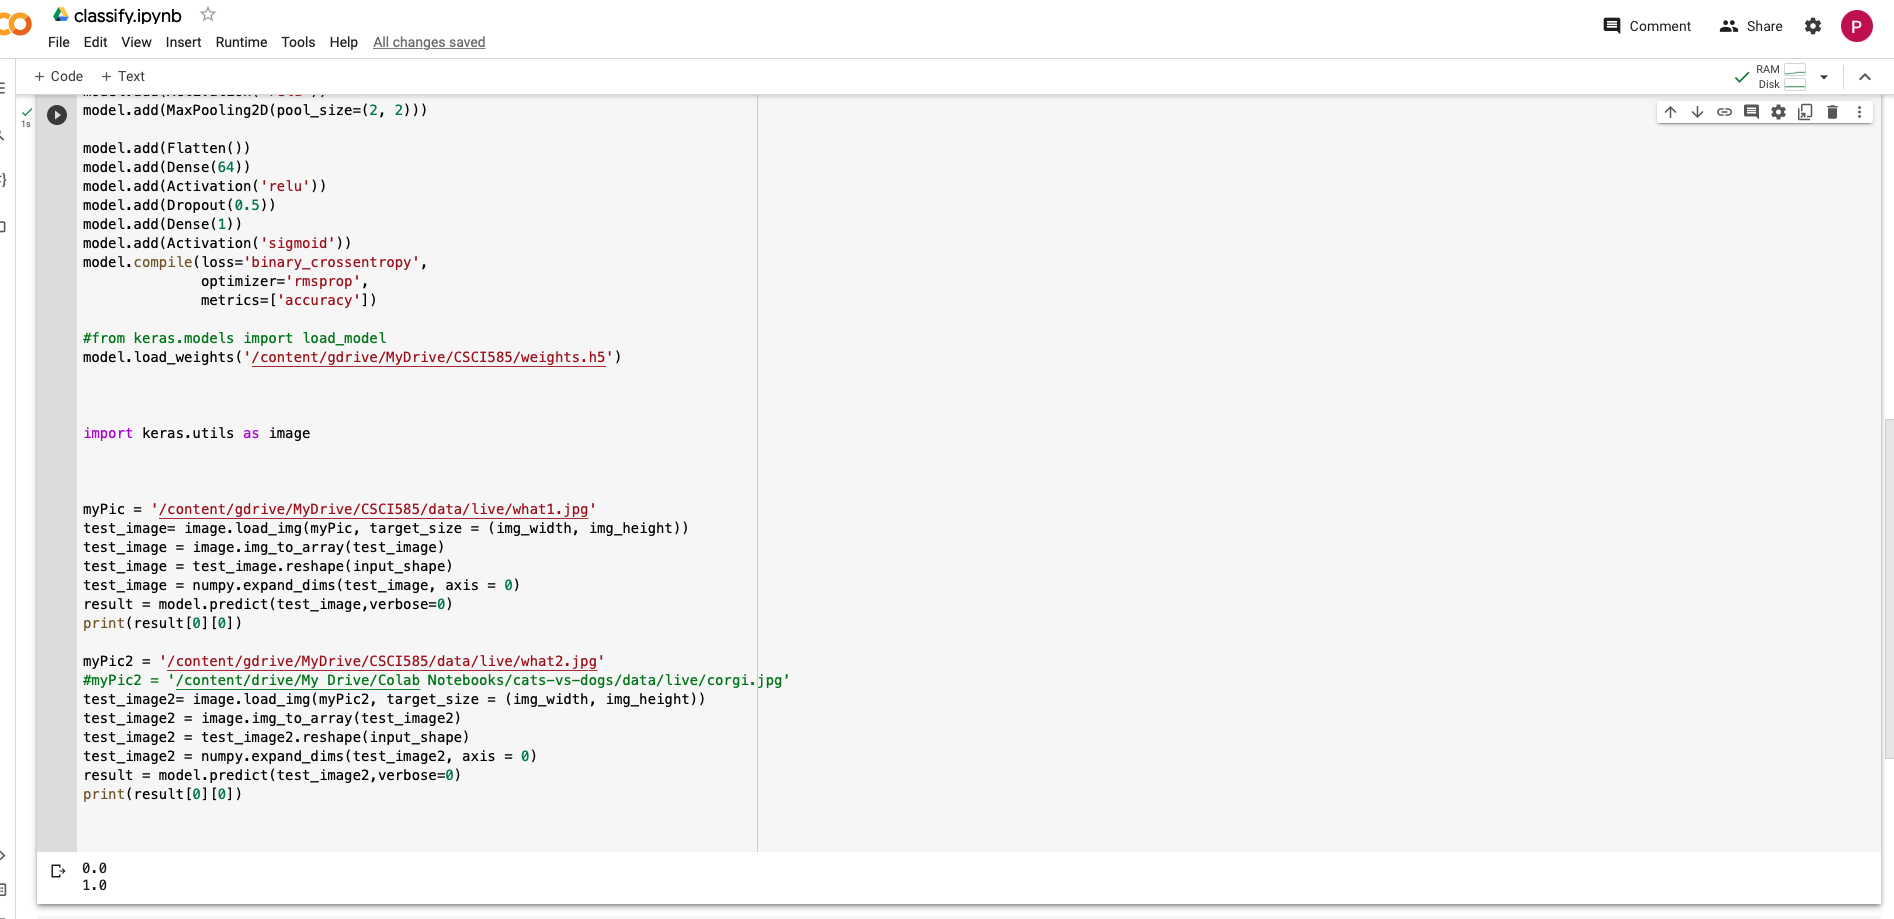 classify.ipynb
File Edit View Insert Runtime Tools Help All changes saved
Comment
Share
P
+ Code + Text
RAM
Disk
1s
model.add(MaxPooling2D(pool_size=(2, 2)))
model.add(Flatten())
model.add(Dense(64))
model.add(Activation('relu'))
model.add(Dropout(0.5))
model.add(Dense(1))
model.add(Activation('sigmoid'))
model.compile(loss='binary_crossentropy',
optimizer='rmsprop',
metrics=['accuracy'])
#from keras.models import load_model
model.load_weights('/content/gdrive/MyDrive/CSCI585/weights.h5')
import keras.utils as image
myPic = '/content/gdrive/MyDrive/CSCI585/data/live/what1.jpg'
test_image= image.load_img(myPic, target_size = (img_width, img_height))
test_image = image.img_to_array(test_image)
test_image = test_image.reshape(input_shape)
test_image = numpy.expand_dims(test_image, axis = 0)
result = model.predict(test_image,verbose=0)
print(result[0][0])
myPic2 = '/content/gdrive/MyDrive/CSCI585/data/live/what2.jpg'
#myPic2 = '/content/drive/My Drive/Colab Notebooks/cats-vs-dogs/data/live/corgi.jpg'
test_image2= image.load_img(myPic2, target_size = (img_width, img_height))
test_image2 = image.img_to_array(test_image2)
test_image2 = test_image2.reshape(input_shape)
test_image2 = numpy.expand_dims(test_image2, axis = 0)
result = model.predict(test_image2,verbose=0)
print(result[0][0])
0.0
1.0